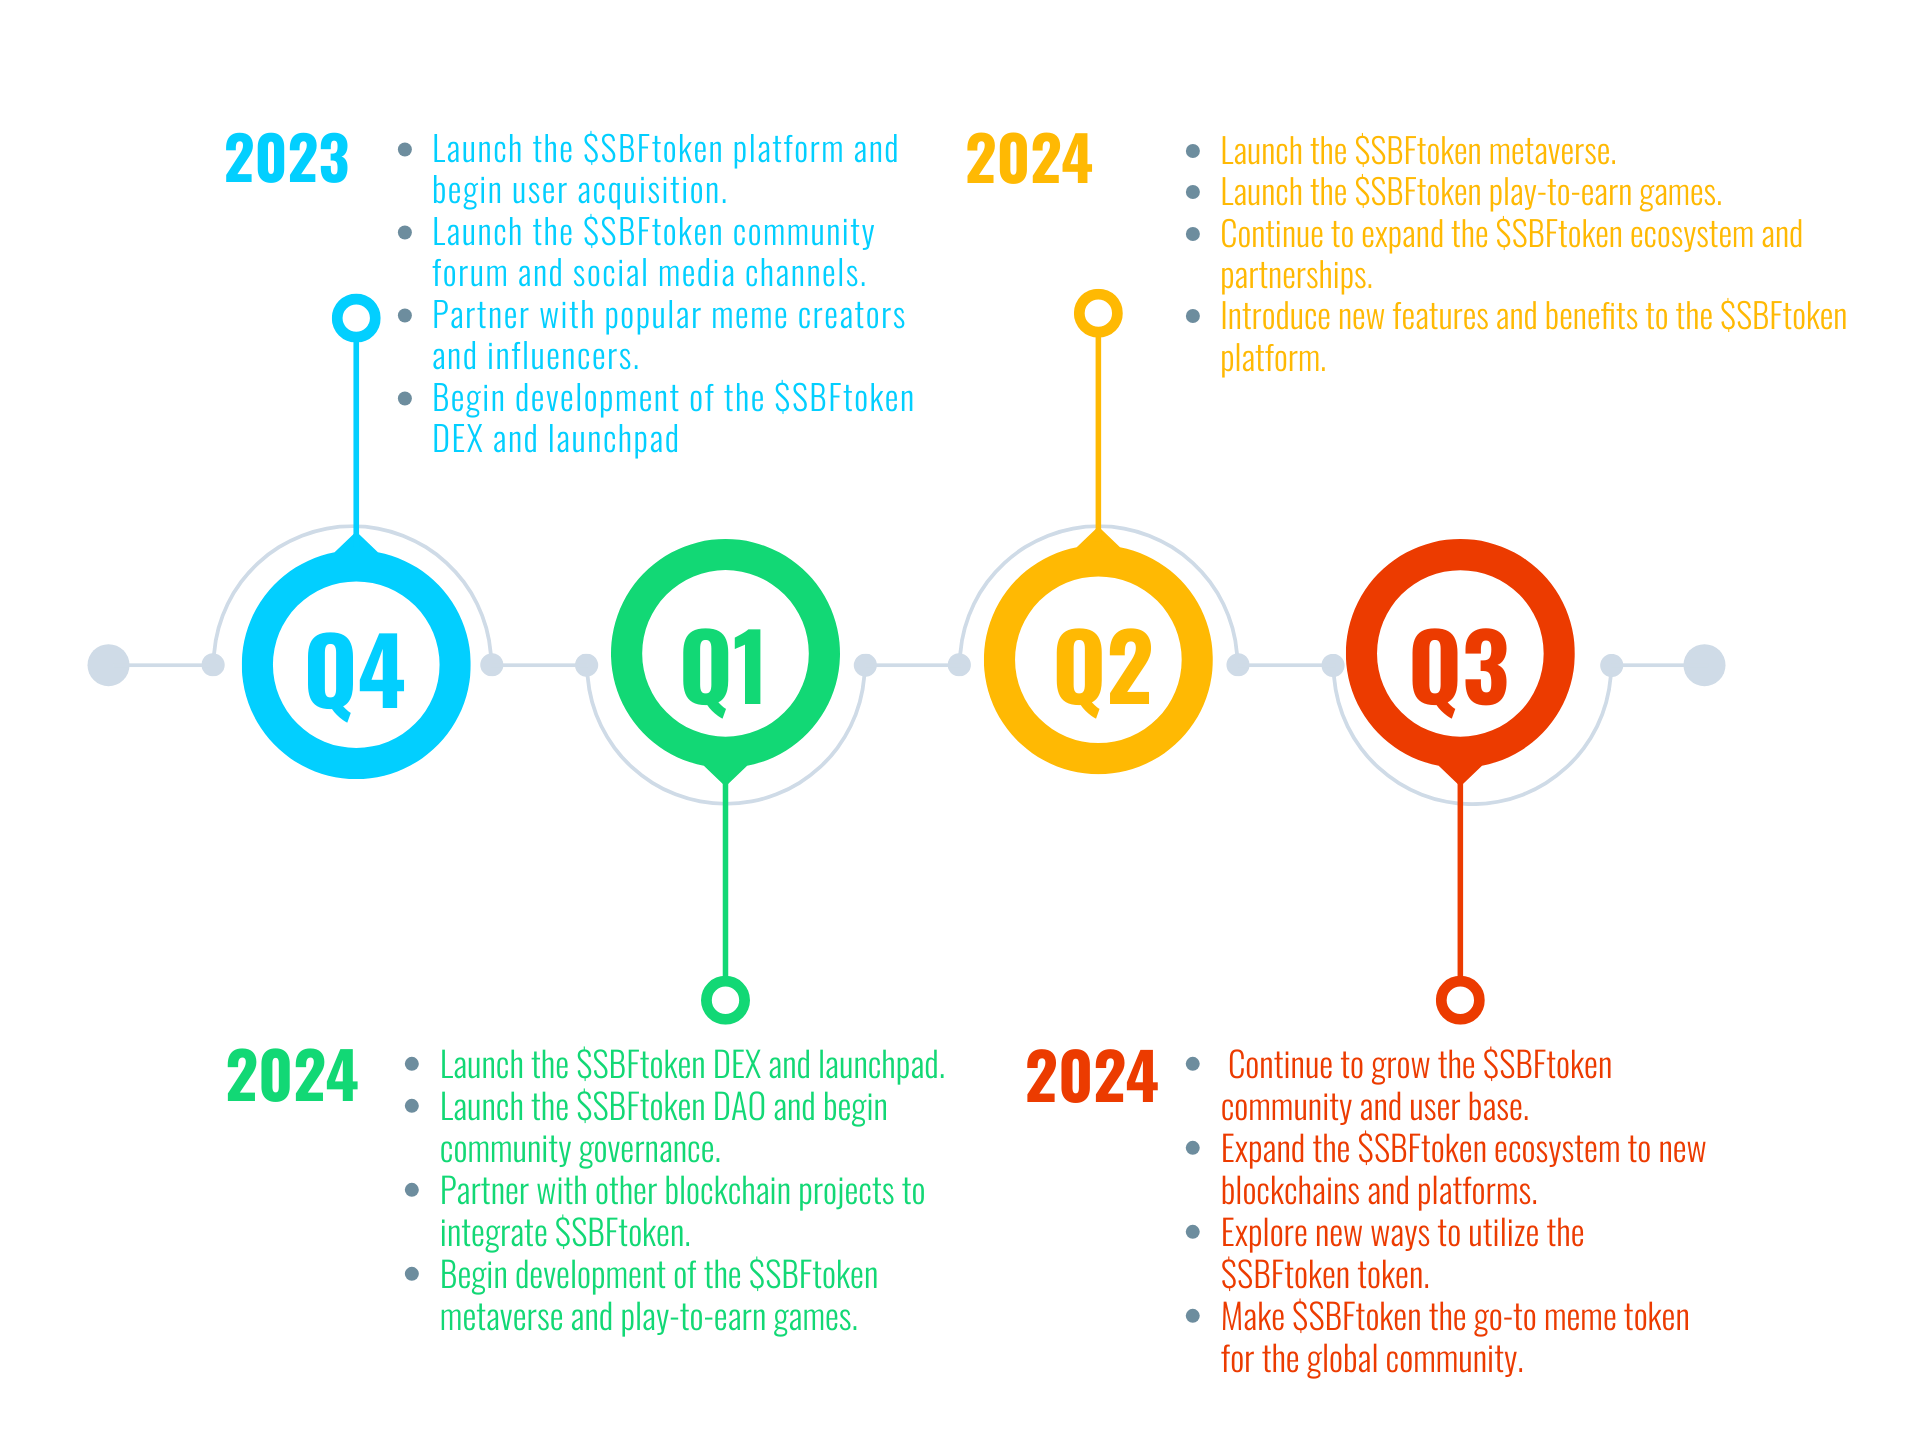 2023
• Launch the $SBFtoken platform and
begin user acquisition.
• Launch the $SBFtoken community
forum and social media channels.
• Partner with popular meme creators
and influencers.
• Begin development of the $SBFtoken
DEX and launchpad
2024
• Launch the $SBFtoken metaverse.
• Launch the $SBFtoken play-to-earn games.
• Continue to expand the $SBFtoken ecosystem and
partnerships.
• Introduce new features and benefits to the $SBFtoken
platform.
Q4
Q1
Q2
Q3
2024
• Launch the $SBFtoken DEX and launchpad.
• Launch the $SBFtoken DAO and begin
community governance.
• Partner with other blockchain projects to
integrate $SBFtoken.
• Begin development of the $SBFtoken
metaverse and play-to-earn games.
2024
• Continue to grow the $SBFtoken
community and user base.
• Expand the $SBFtoken ecosystem to new
blockchains and platforms.
• Explore new ways to utilize the
$SBFtoken token.
• Make $SBFtoken the go-to meme token
for the global community.